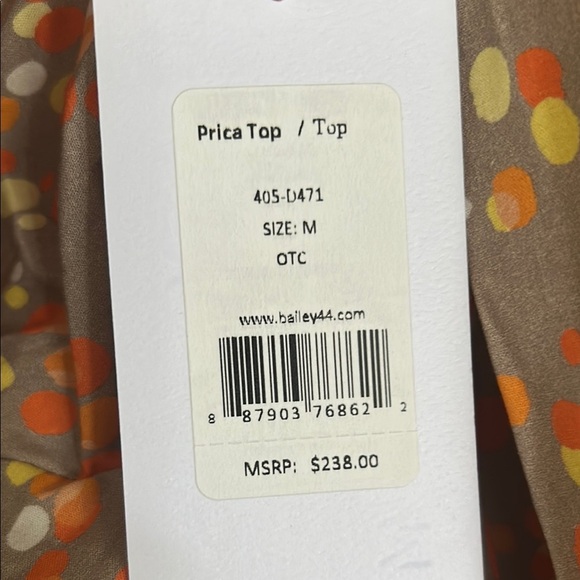 Prica Top / Top
405-D471
SIZE: M
OTC
www.bailey44.com
8 87903 76862 2
MSRP: $238.00